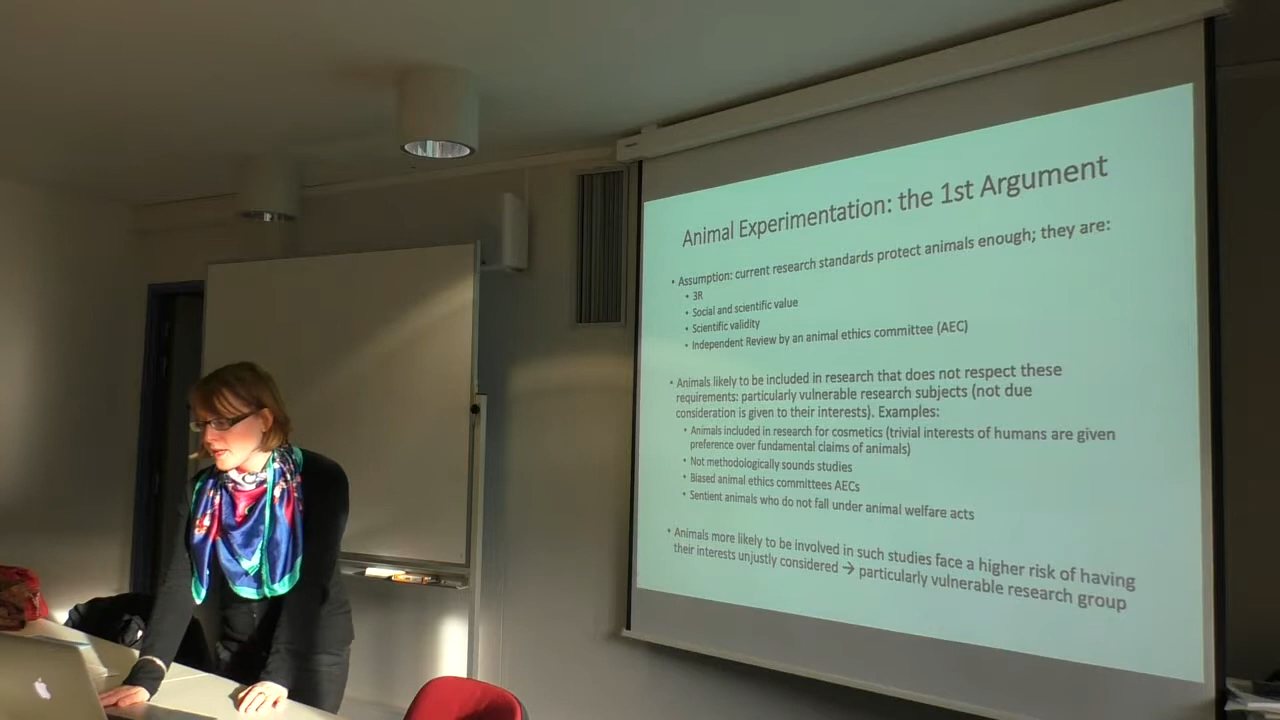 Animal Experimentation: the 1st Argument
• Assumption: current research standards protect animals enough; they are:
• 3R
• Social and scientific value
• Scientific validity
• Independent Review by an animal ethics committee (AEC)
• Animals likely to be included in research that does not respect these
requirements: particularly vulnerable research subjects (not due
consideration is given to their interests). Examples:
• Animals included in research for cosmetics (trivial interests of humans are given
preference over fundamental claims of animals)
• Not methodologically sounds studies
• Biased animal ethics committees AECs
• Sentient animals who do not fall under animal welfare acts
• Animals more likely to be involved in such studies face a higher risk of having
their interests unjustly considered → particularly vulnerable research group